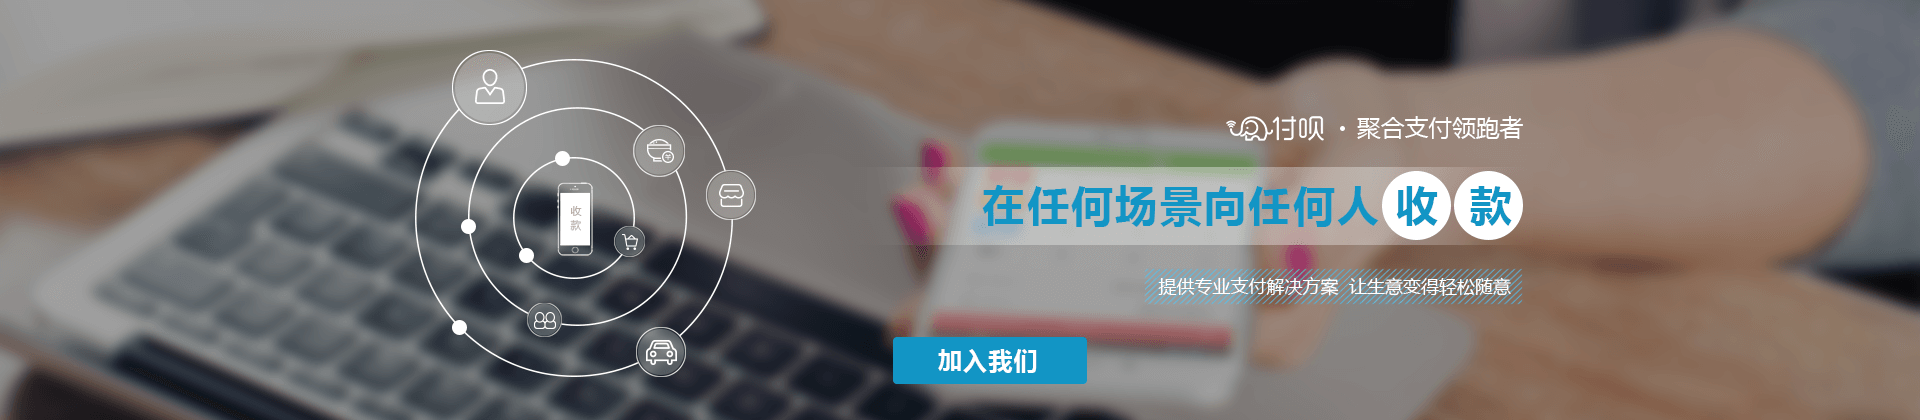 付呗·聚合支付领跑者
在任何场景向任何人收款
提供专业支付解决方案 让生意变得轻松随意
加入我们
收
款